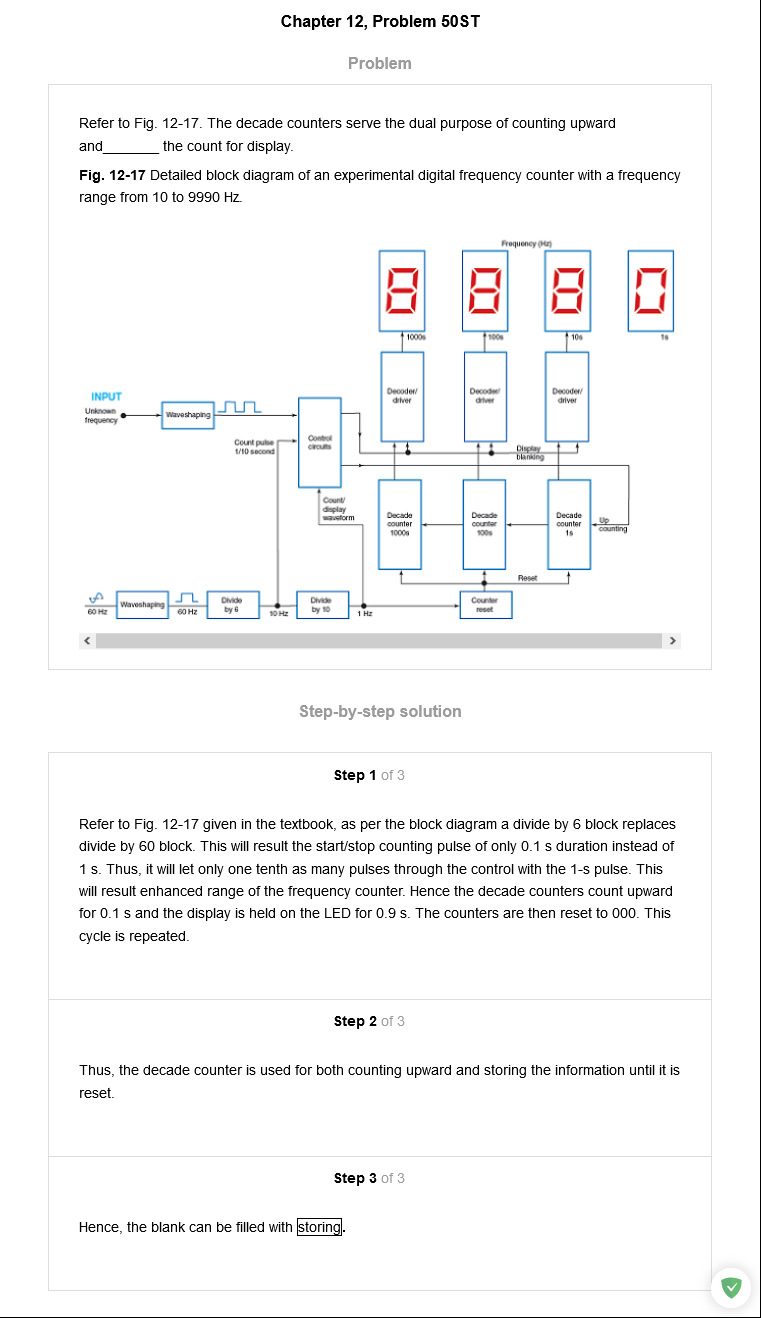 Chapter 12, Problem 50ST
Problem
Refer to Fig. 12-17. The decade counters serve the dual purpose of counting upward
and_______ the count for display.
Fig. 12-17 Detailed block diagram of an experimental digital frequency counter with a frequency
range from 10 to 9990 Hz.
Frequency (Hz)
1000s
100s
10s
1s
Decoder/
driver
Decoder/
driver
Decoder/
driver
INPUT
Unknown
frequency
Waveshaping
Count pulse
1/10 second
Control
circuits
Display
blanking
Count/
display
waveform
Decade
counter
1000s
Decade
counter
100s
Decade
counter
1s
Up
counting
Reset
60 Hz
Waveshaping
60 Hz
Divide
by 6
10 Hz
Divide
by 10
1 Hz
Counter
reset
Step-by-step solution
Step 1 of 3
Refer to Fig. 12-17 given in the textbook, as per the block diagram a divide by 6 block replaces
divide by 60 block. This will result the start/stop counting pulse of only 0.1 s duration instead of
1 s. Thus, it will let only one tenth as many pulses through the control with the 1-s pulse. This
will result enhanced range of the frequency counter. Hence the decade counters count upward
for 0.1 s and the display is held on the LED for 0.9 s. The counters are then reset to 000. This
cycle is repeated.
Step 2 of 3
Thus, the decade counter is used for both counting upward and storing the information until it is
reset.
Step 3 of 3
Hence, the blank can be filled with storing.